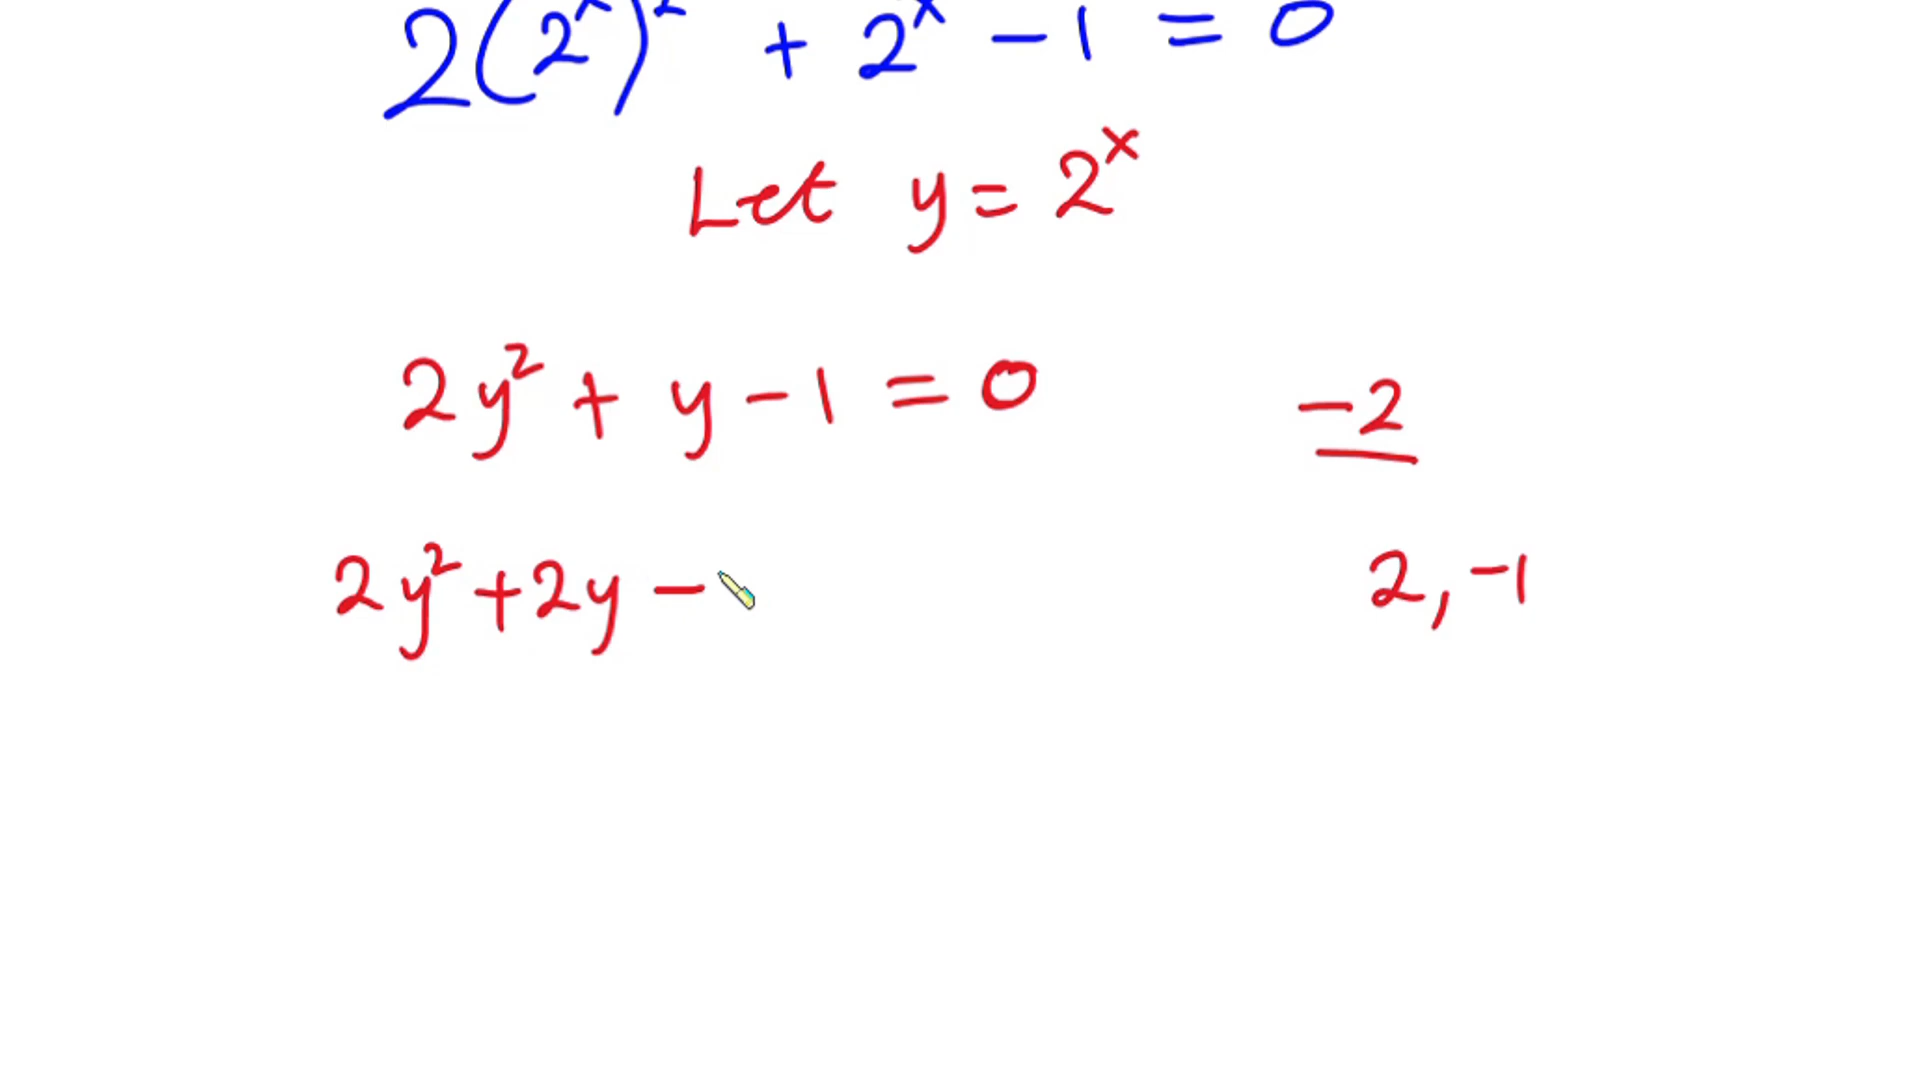 2(2^x)^2 + 2^x - 1 = 0
Let y = 2^x
2y^2 + y - 1 = 0
-2
2y^2 + 2y -
2, -1